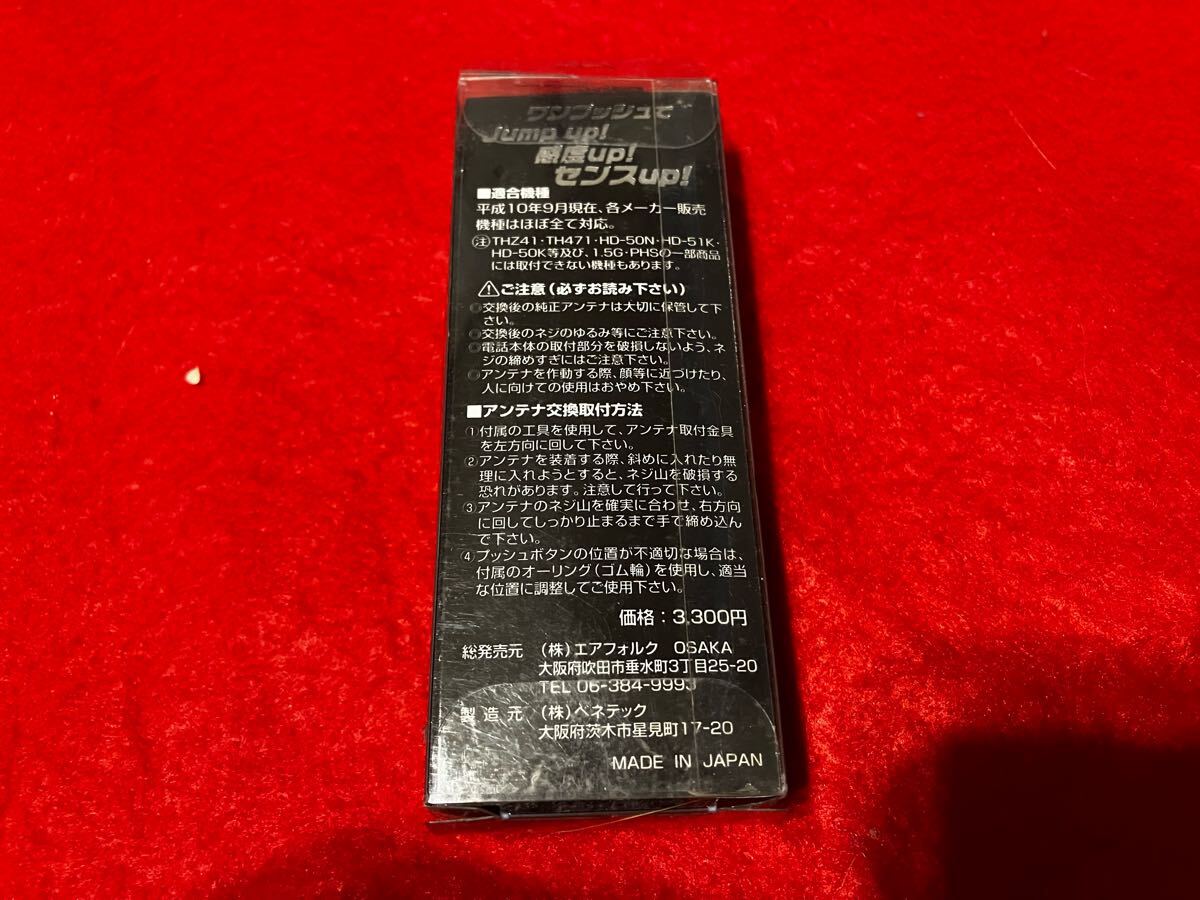 ワンプッシュで
Jump up!
感度up!
センスup!
■適合機種
平成10年9月現在、各メーカー販売
機種はほぼ全て対応。
㊟THZ41・TH471・HD-50N・HD-51K・
HD-50K等及び、1.5G・PHSの一部商品
には取付できない機種もあります。
⚠ご注意(必ずお読み下さい)
●交換後の純正アンテナは大切に保管して下
さい。
●交換後のネジのゆるみ等にご注意下さい。
●電話本体の取付部分を破損しないよう、ネ
ジの締めすぎにはご注意下さい。
●アンテナを作動する際、顔等に近づけたり、
人に向けての使用はおやめ下さい。
■アンテナ交換取付方法
①付属の工具を使用して、アンテナ取付金具
を左方向に回して下さい。
②アンテナを装着する際、斜めに入れたり無
理に入れようとすると、ネジ山を破損する
恐れがあります。注意して行って下さい。
③アンテナのネジ山を確実に合わせ、右方向
に回してしっかり止まるまで手で締め込ん
で下さい。
④プッシュボタンの位置が不適切な場合は、
付属のオーリング(ゴム輪)を使用し、適当
な位置に調整してご使用下さい。
価格：3,300円
総発売元 (株)エアフォルク OSAKA
大阪府吹田市垂水町3丁目25-20
TEL 06-384-9993
製造元 (株)ベネテック
大阪府茨木市星見町17-20
MADE IN JAPAN